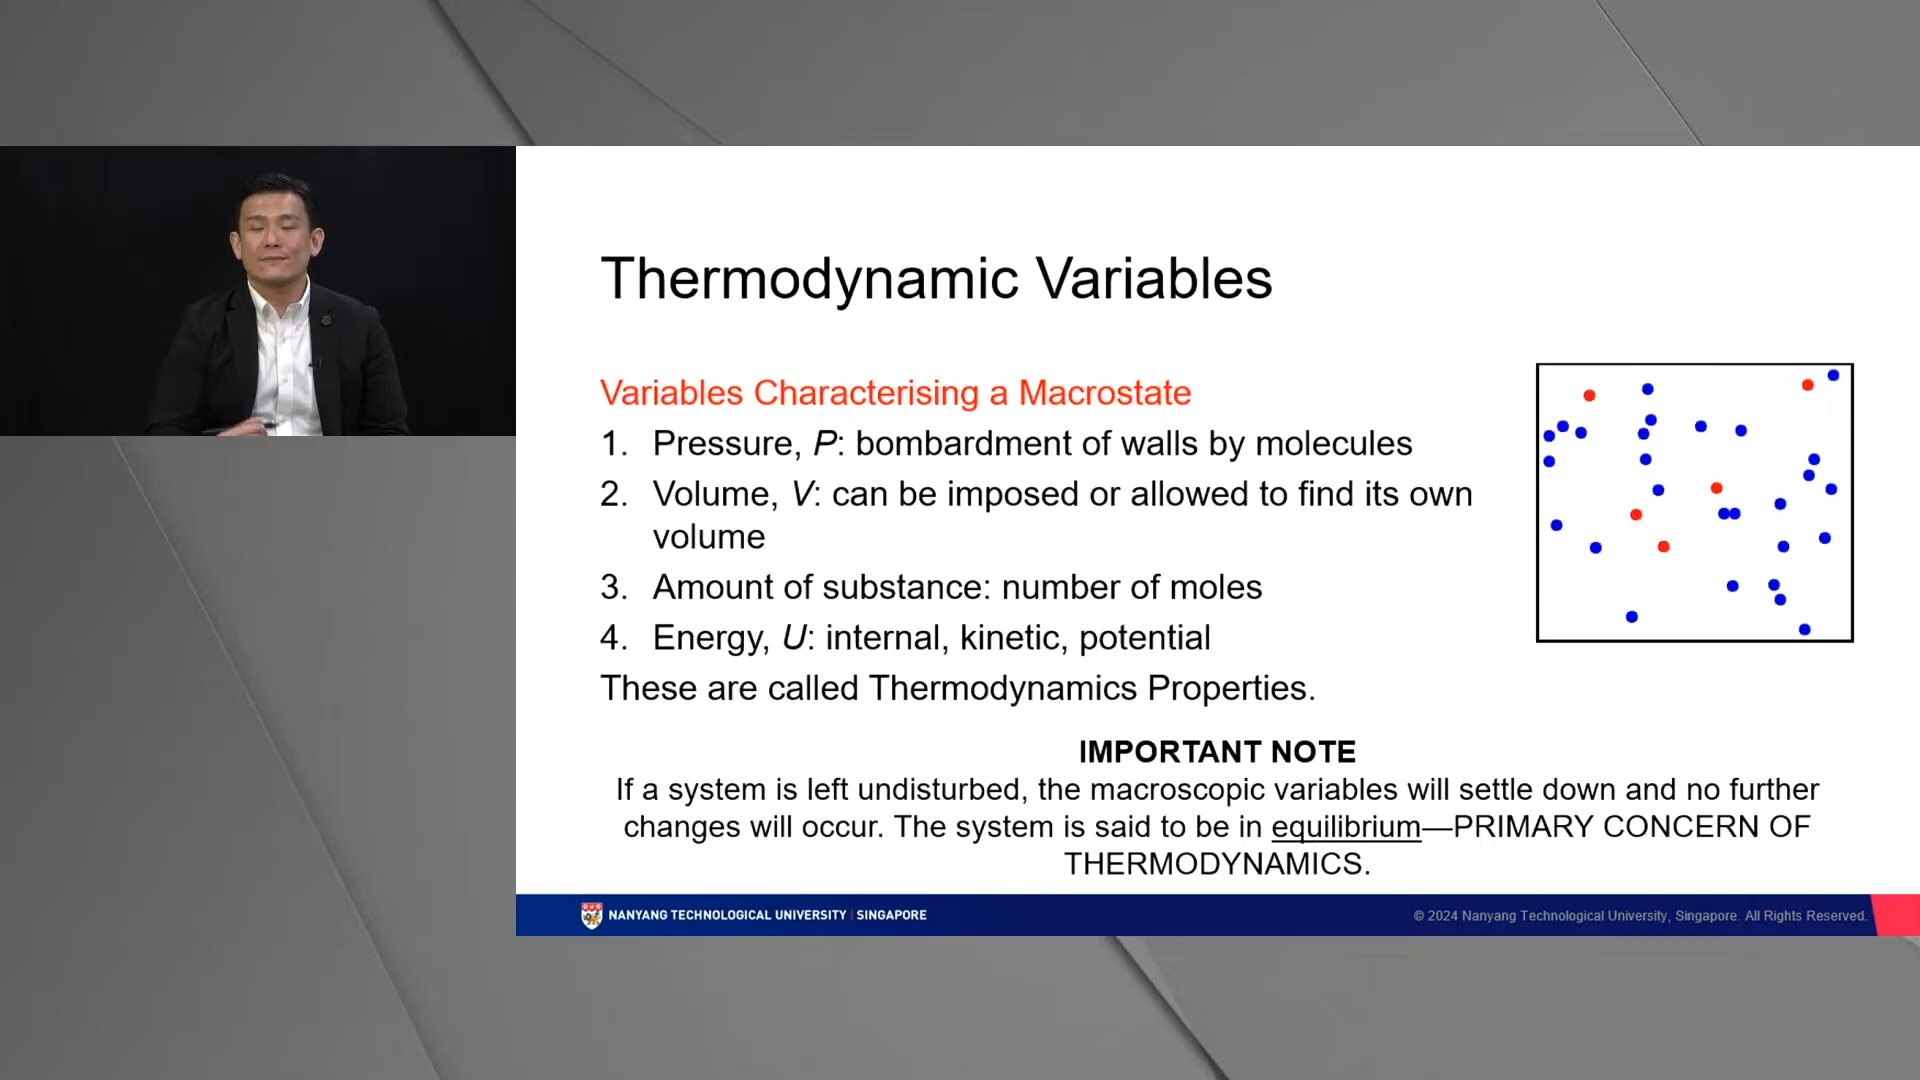 Thermodynamic Variables
Variables Characterising a Macrostate
1. Pressure, P: bombardment of walls by molecules
2. Volume, V: can be imposed or allowed to find its own
volume
3. Amount of substance: number of moles
4. Energy, U: internal, kinetic, potential
These are called Thermodynamics Properties.
IMPORTANT NOTE
If a system is left undisturbed, the macroscopic variables will settle down and no further
changes will occur. The system is said to be in equilibrium—PRIMARY CONCERN OF
THERMODYNAMICS.
NANYANG TECHNOLOGICAL UNIVERSITY | SINGAPORE
© 2024 Nanyang Technological University, Singapore. All Rights Reserved.